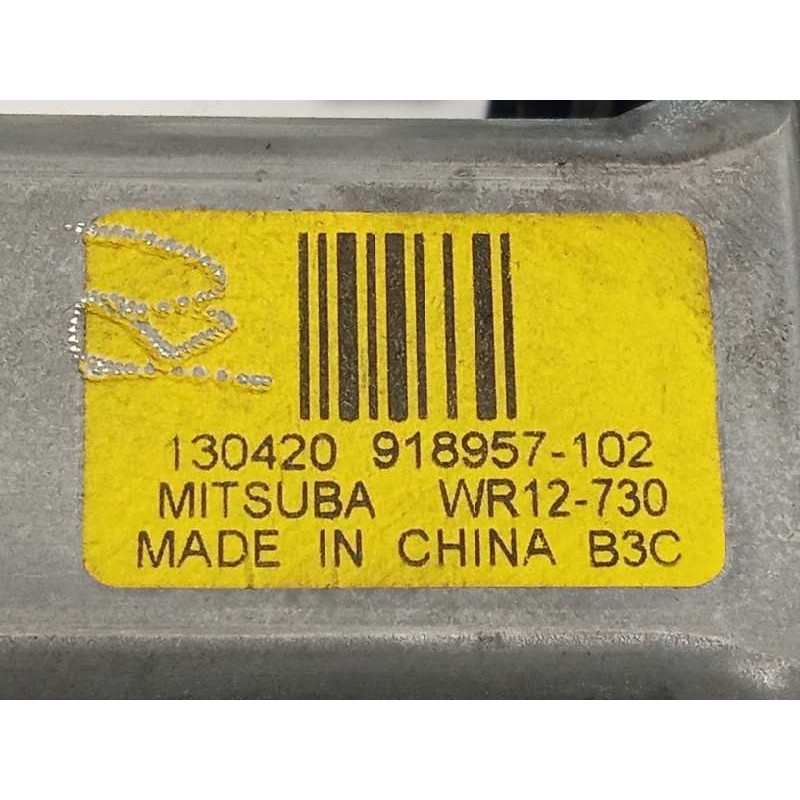 130420 918957-102
MITSUBA WR12-730
MADE IN CHINA B3C